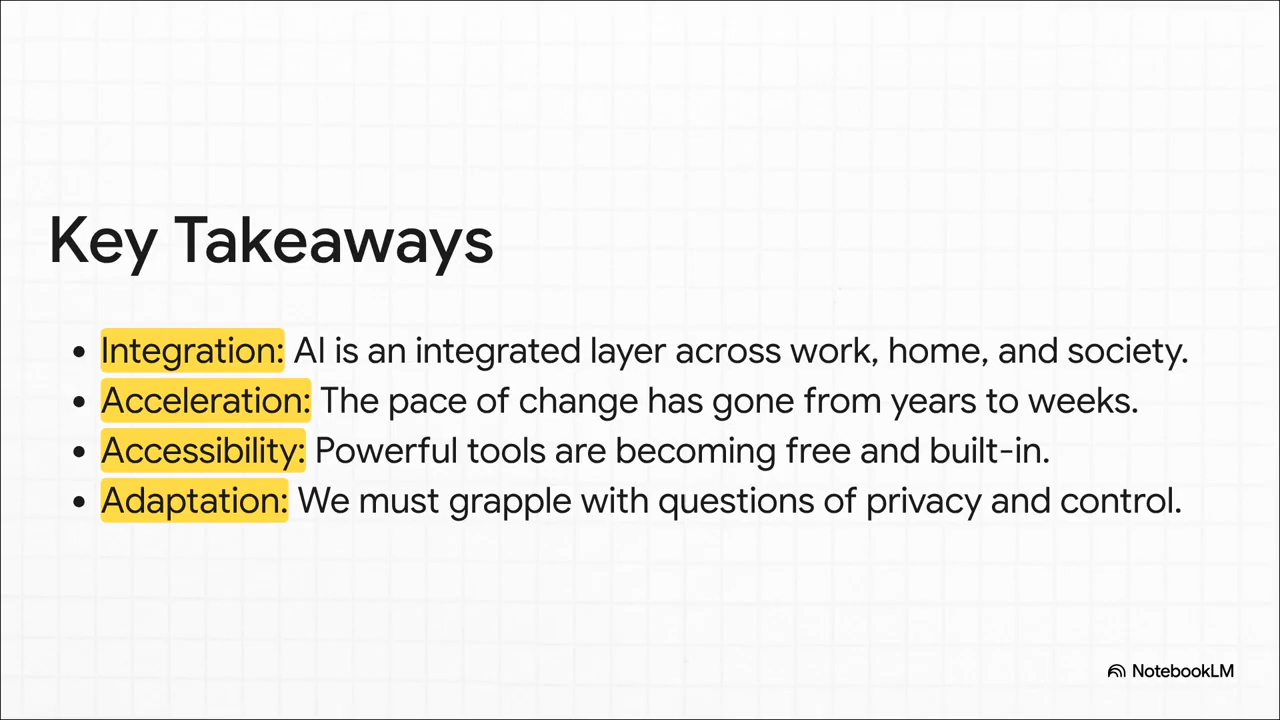 Key Takeaways
• Integration: AI is an integrated layer across work, home, and society.
• Acceleration: The pace of change has gone from years to weeks.
• Accessibility: Powerful tools are becoming free and built-in.
• Adaptation: We must grapple with questions of privacy and control.
NotebookLM